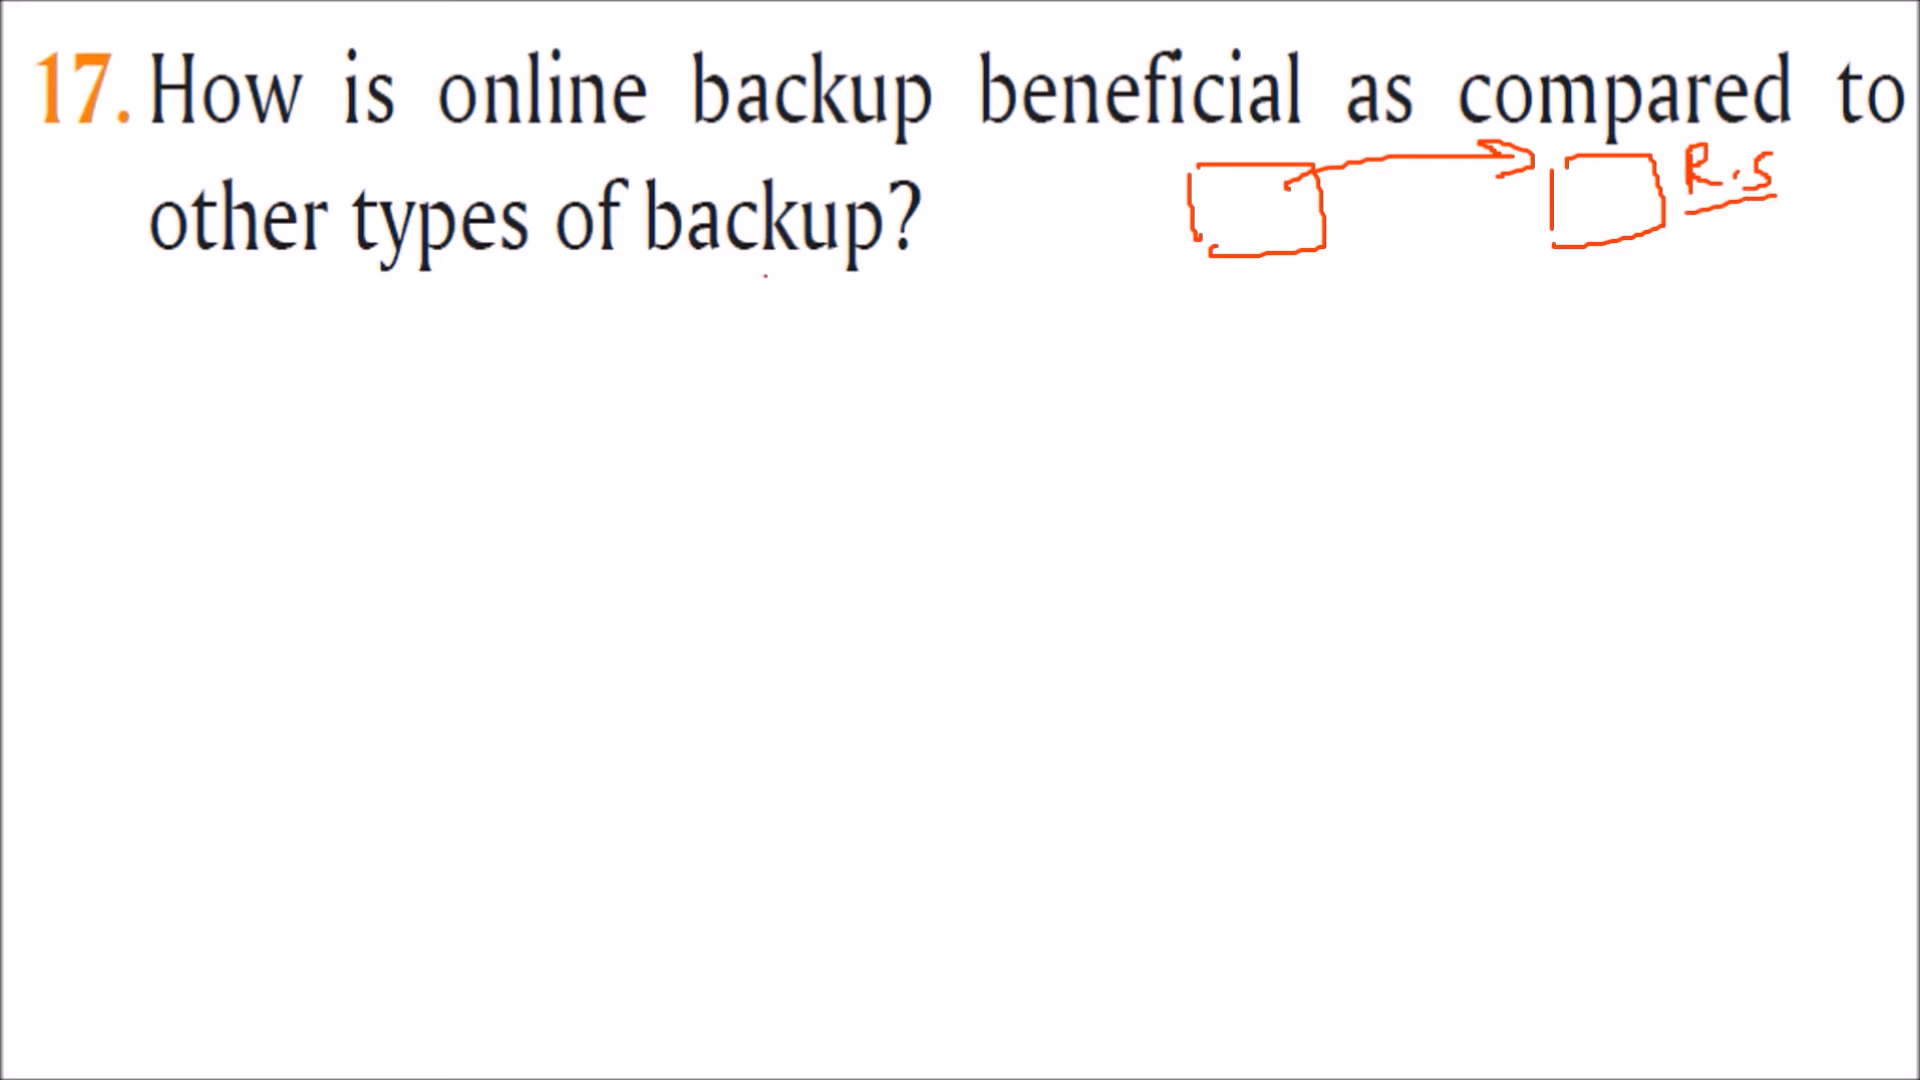 17. How is online backup beneficial as compared to
other types of backup?
R.S